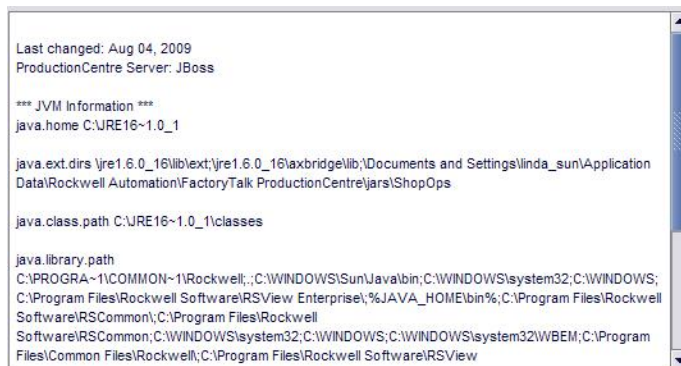 Last changed: Aug 04, 2009
ProductionCentre Server: JBoss
*** JVM Information ***
java.home C:\JRE16~1.0_1
java.ext.dirs \jre1.6.0_16\lib\ext;\jre1.6.0_16\axbridge\lib;\Documents and Settings\linda_sun\Application
Data\Rockwell Automation\FactoryTalk ProductionCentre\jars\ShopOps
java.class.path C:\JRE16~1.0_1\classes
java.library.path
C:\PROGRA~1\COMMON~1\Rockwell;.;C:\WINDOWS\Sun\Java\bin;C:\WINDOWS\system32;C:\WINDOWS;
C:\Program Files\Rockwell Software\RSView Enterprise\;%JAVA_HOME\bin%;C:\Program Files\Rockwell
Software\RSCommon\;C:\Program Files\Rockwell
Software\RSCommon;C:\WINDOWS\system32;C:\WINDOWS;C:\WINDOWS\system32\WBEM;C:\Program
Files\Common Files\Rockwell\;C:\Program Files\Rockwell Software\RSView